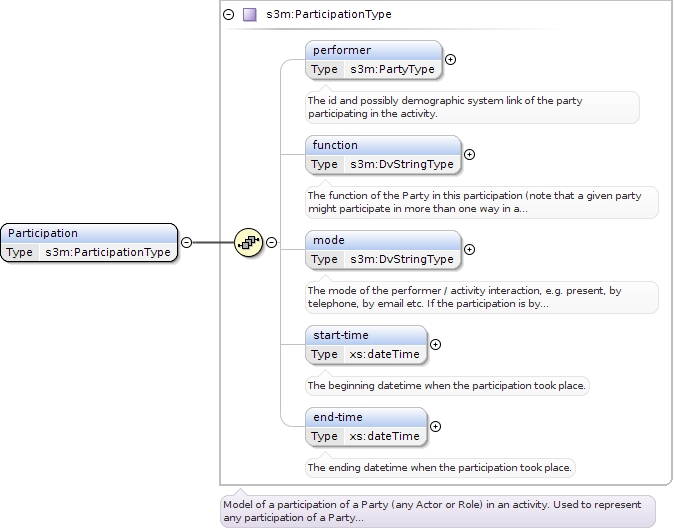 s3m:ParticipationType
performer
Type s3m:PartyType
The id and possibly demographic system link of the party
participating in the activity.
function
Type s3m:DvStringType
The function of the Party in this participation (note that a given party
might participate in more than one way in a...
Participation
Type s3m:ParticipationType
mode
Type s3m:DvStringType
The mode of the performer / activity interaction, e.g. present, by
telephone, by email etc. If the participation is by...
start-time
Type xs:dateTime
The beginning datetime when the participation took place.
end-time
Type xs:dateTime
The ending datetime when the participation took place.
Model of a participation of a Party (any Actor or Role) in an activity. Used to represent
any participation of a Party...